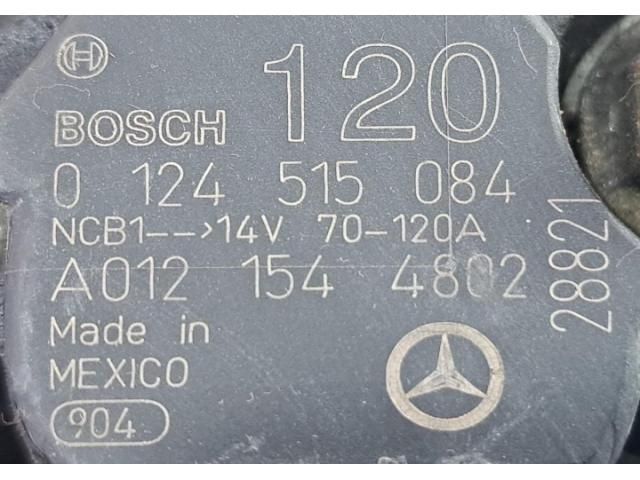 BOSCH 120
0 124 515 084
NCB1-->14V 70-120A
A012 154 4802
Made in
MEXICO
904
28821